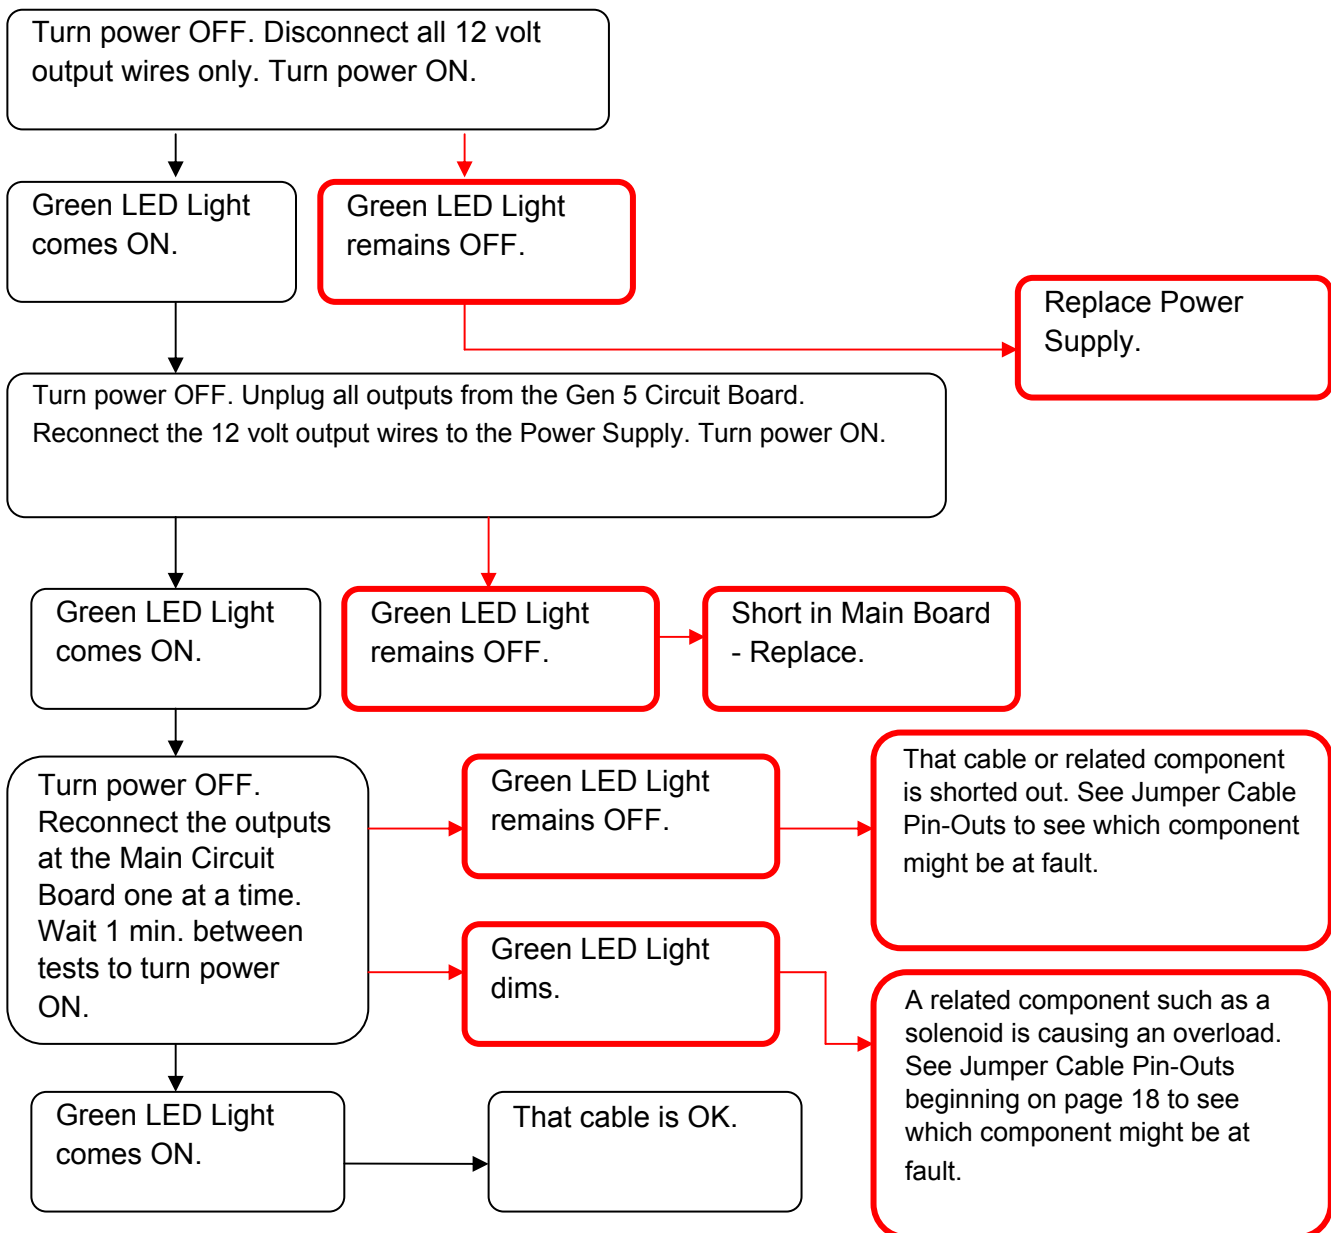 Turn power OFF. Disconnect all 12 volt
output wires only. Turn power ON.
Green LED Light
comes ON.
Green LED Light
remains OFF.
Replace Power
Supply.
Turn power OFF. Unplug all outputs from the Gen 5 Circuit Board.
Reconnect the 12 volt output wires to the Power Supply. Turn power ON.
Green LED Light
comes ON.
Green LED Light
remains OFF.
Short in Main Board
- Replace.
Turn power OFF.
Reconnect the outputs
at the Main Circuit
Board one at a time.
Wait 1 min. between
tests to turn power
ON.
Green LED Light
remains OFF.
That cable or related component
is shorted out. See Jumper Cable
Pin-Outs to see which component
might be at fault.
Green LED Light
dims.
A related component such as a
solenoid is causing an overload.
See Jumper Cable Pin-Outs
beginning on page 18 to see
which component might be at
fault.
Green LED Light
comes ON.
That cable is OK.